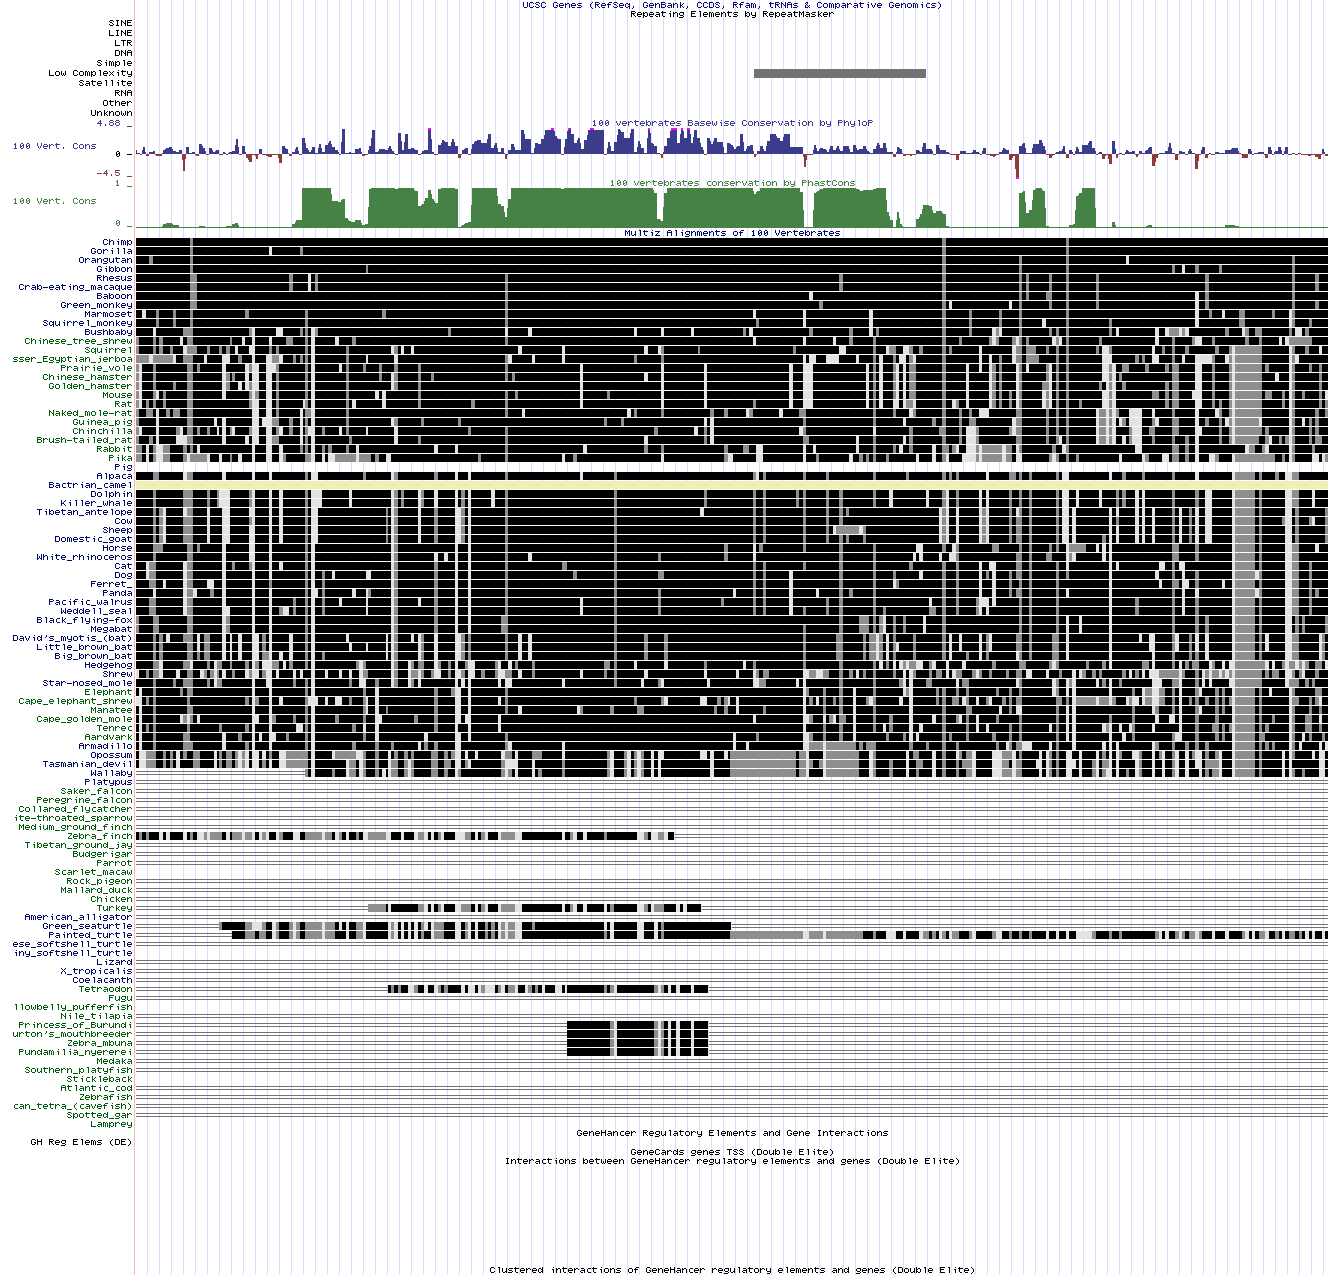 UCSC Genes (RefSeq, GenBank, CCDS, Rfam, tRNAs & Comparative Genomics)
Repeating Elements by RepeatMasker
SINE
LINE
LTR
DNA
Simple
Low Complexity
Satellite
RNA
Other
Unknown
100 vertebrates Basewise Conservation by PhyloP
4.88 _
100 Vert. Cons
0 _
-4.5 _
100 vertebrates conservation by PhastCons
1 _
100 Vert. Cons
0 _
Multiz Alignments of 100 Vertebrates
Chimp
Gorilla
Orangutan
Gibbon
Rhesus
Crab-eating_macaque
Baboon
Green_monkey
Marmoset
Squirrel_monkey
Bushbaby
Chinese_tree_shrew
Squirrel
sser_Egyptian_jerboa
Prairie_vole
Chinese_hamster
Golden_hamster
Mouse
Rat
Naked_mole-rat
Guinea_pig
Chinchilla
Brush-tailed_rat
Rabbit
Pika
Pig
Alpaca
Bactrian_camel
Dolphin
Killer_whale
Tibetan_antelope
Cow
Sheep
Domestic_goat
Horse
White_rhinoceros
Cat
Dog
Ferret_
Panda
Pacific_walrus
Weddell_seal
Black_flying-fox
Megabat
David's_myotis_(bat)
Little_brown_bat
Big_brown_bat
Hedgehog
Shrew
Star-nosed_mole
Elephant
Cape_elephant_shrew
Manatee
Cape_golden_mole
Tenrec
Aardvark
Armadillo
Opossum
Tasmanian_devil
Wallaby
Platypus
Saker_falcon
Peregrine_falcon
Collared_flycatcher
ite-throated_sparrow
Medium_ground_finch
Zebra_finch
Tibetan_ground_jay
Budgerigar
Parrot
Scarlet_macaw
Rock_pigeon
Mallard_duck
Chicken
Turkey
American_alligator
Green_seaturtle
Painted_turtle
ese_softshell_turtle
iny_softshell_turtle
Lizard
X_tropicalis
Coelacanth
Tetraodon
Fugu
llowbelly_pufferfish
Nile_tilapia
Princess_of_Burundi
urton's_mouthbreeder
Zebra_mbuna
Pundamilia_nyererei
Medaka
Southern_platyfish
Stickleback
Atlantic_cod
Zebrafish
can_tetra_(cavefish)
Spotted_gar
Lamprey
GeneHancer Regulatory Elements and Gene Interactions
GH Reg Elems (DE)
GeneCards genes TSS (Double Elite)
Interactions between GeneHancer regulatory elements and genes (Double Elite)
Clustered interactions of GeneHancer regulatory elements and genes (Double Elite)